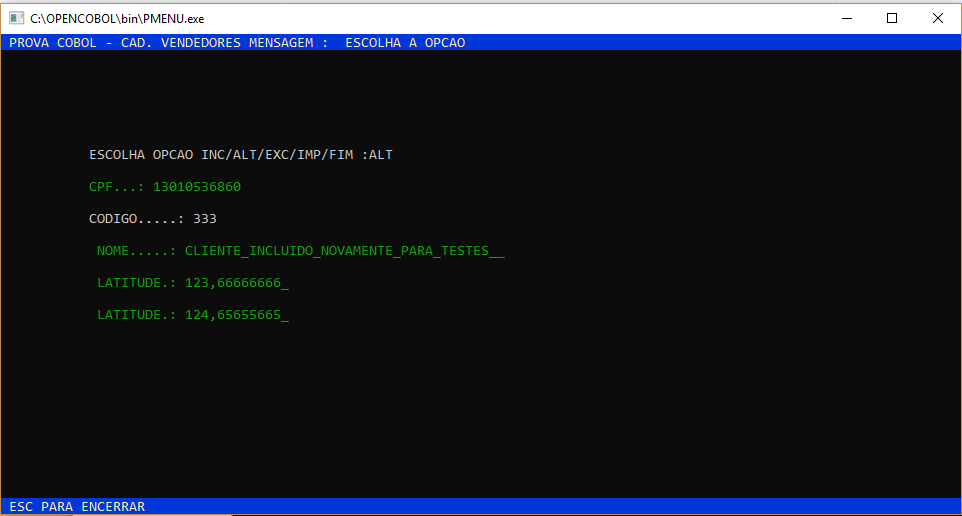 C:\OPENCOBOL\bin\PMENU.exe
PROVA COBOL - CAD. VENDEDORES MENSAGEM :  ESCOLHA A OPCAO
ESCOLHA OPCAO INC/ALT/EXC/IMP/FIM :ALT
CPF...: 13010536860
CODIGO.....: 333
NOME.....: CLIENTE_INCLUIDO_NOVAMENTE_PARA_TESTES__
LATITUDE.: 123,66666666_
LATITUDE.: 124,65655665_
ESC PARA ENCERRAR